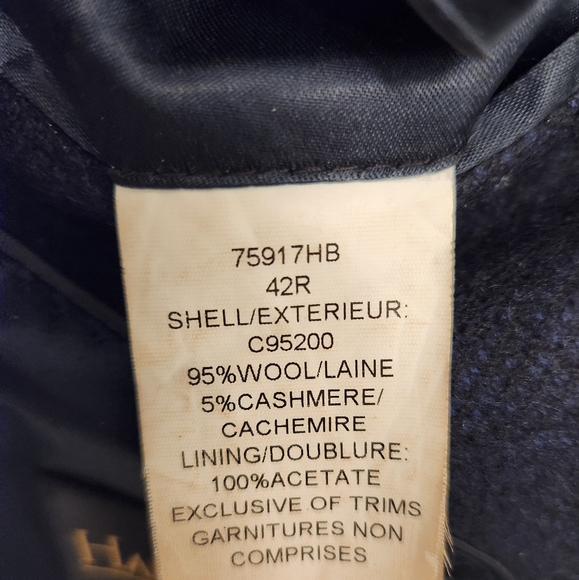 75917HB
42R
SHELL/EXTERIEUR:
C95200
95%WOOL/LAINE
5%CASHMERE/
CACHEMIRE
LINING/DOUBLURE:
100%ACETATE
EXCLUSIVE OF TRIMS
GARNITURES NON
COMPRISES